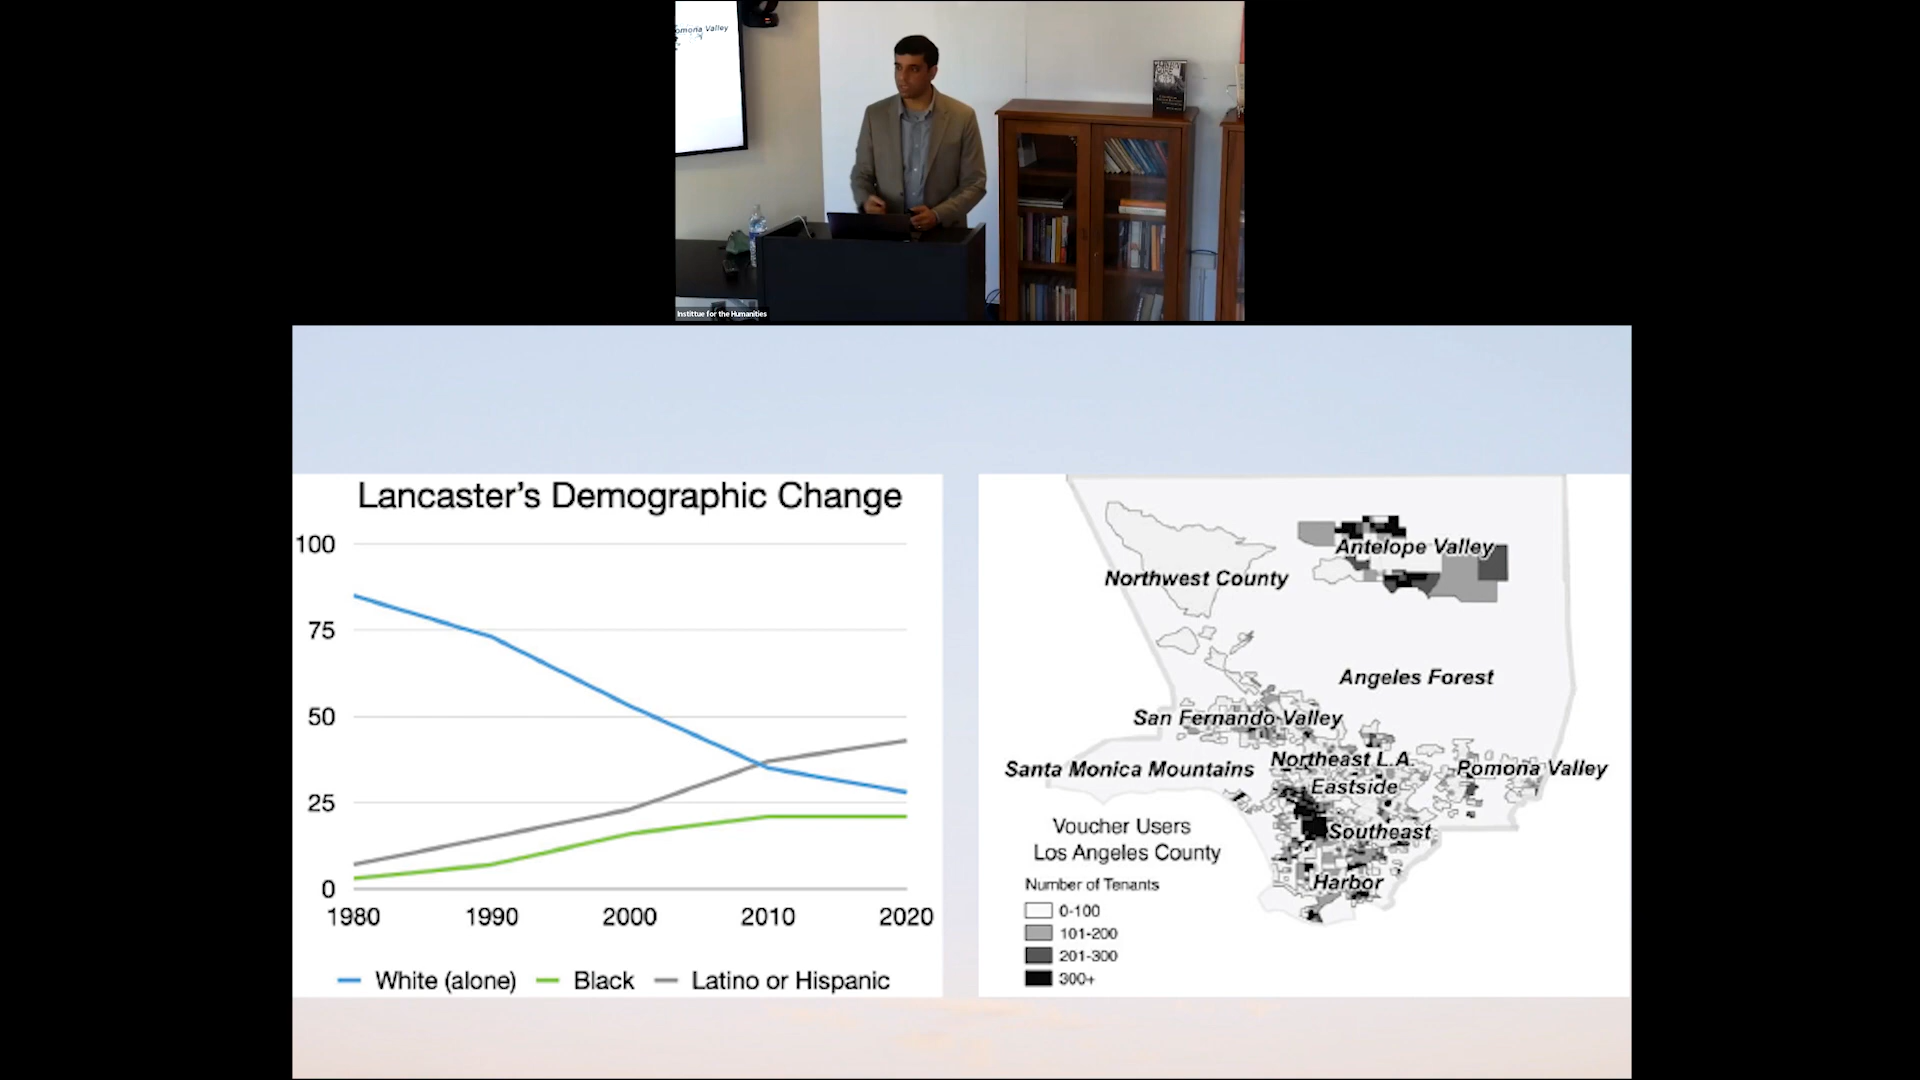 omona Valley
Instittue for the Humanities
Lancaster’s Demographic Change
100
75
50
25
0
1980 1990 2000 2010 2020
White (alone) Black Latino or Hispanic
Antelope Valley
Northwest County
Angeles Forest
San Fernando Valley
Northeast L.A.
Santa Monica Mountains
Pomona Valley
Eastside
Voucher Users
Los Angeles County
Southeast
Harbor
Number of Tenants
0-100
101-200
201-300
300+